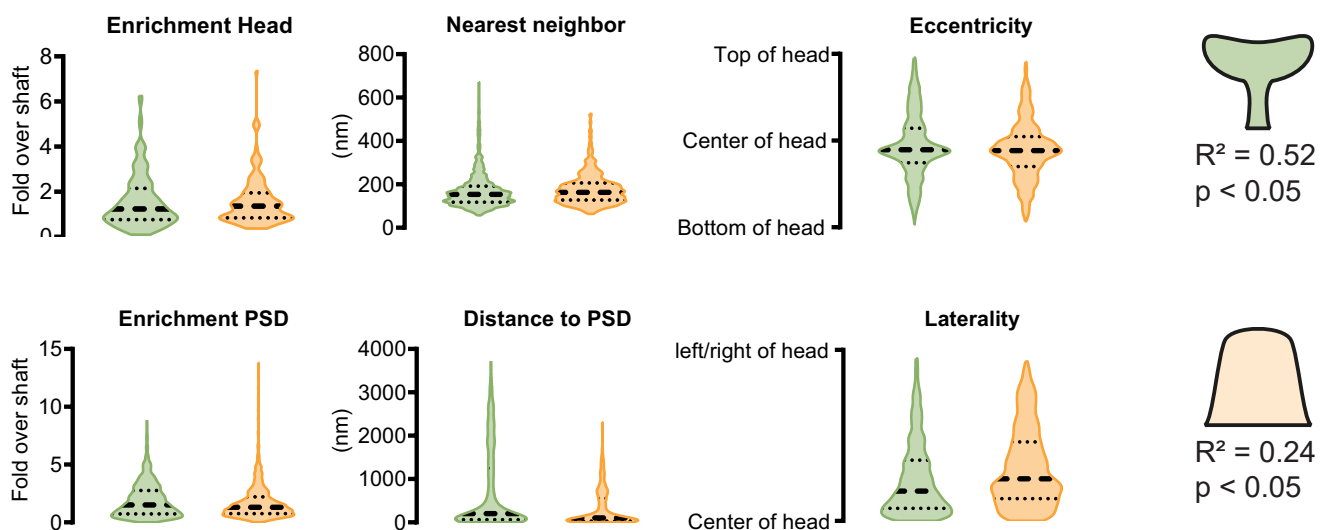 Enrichment Head
Fold over shaft
8
6
4
2
0
Nearest neighbor
(nm)
800
600
400
200
0
Eccentricity
Top of head
Center of head
Bottom of head
R² = 0.52
p < 0.05
Enrichment PSD
Fold over shaft
15
10
5
0
Distance to PSD
(nm)
4000
3000
2000
1000
0
Laterality
left/right of head
Center of head
R² = 0.24
p < 0.05